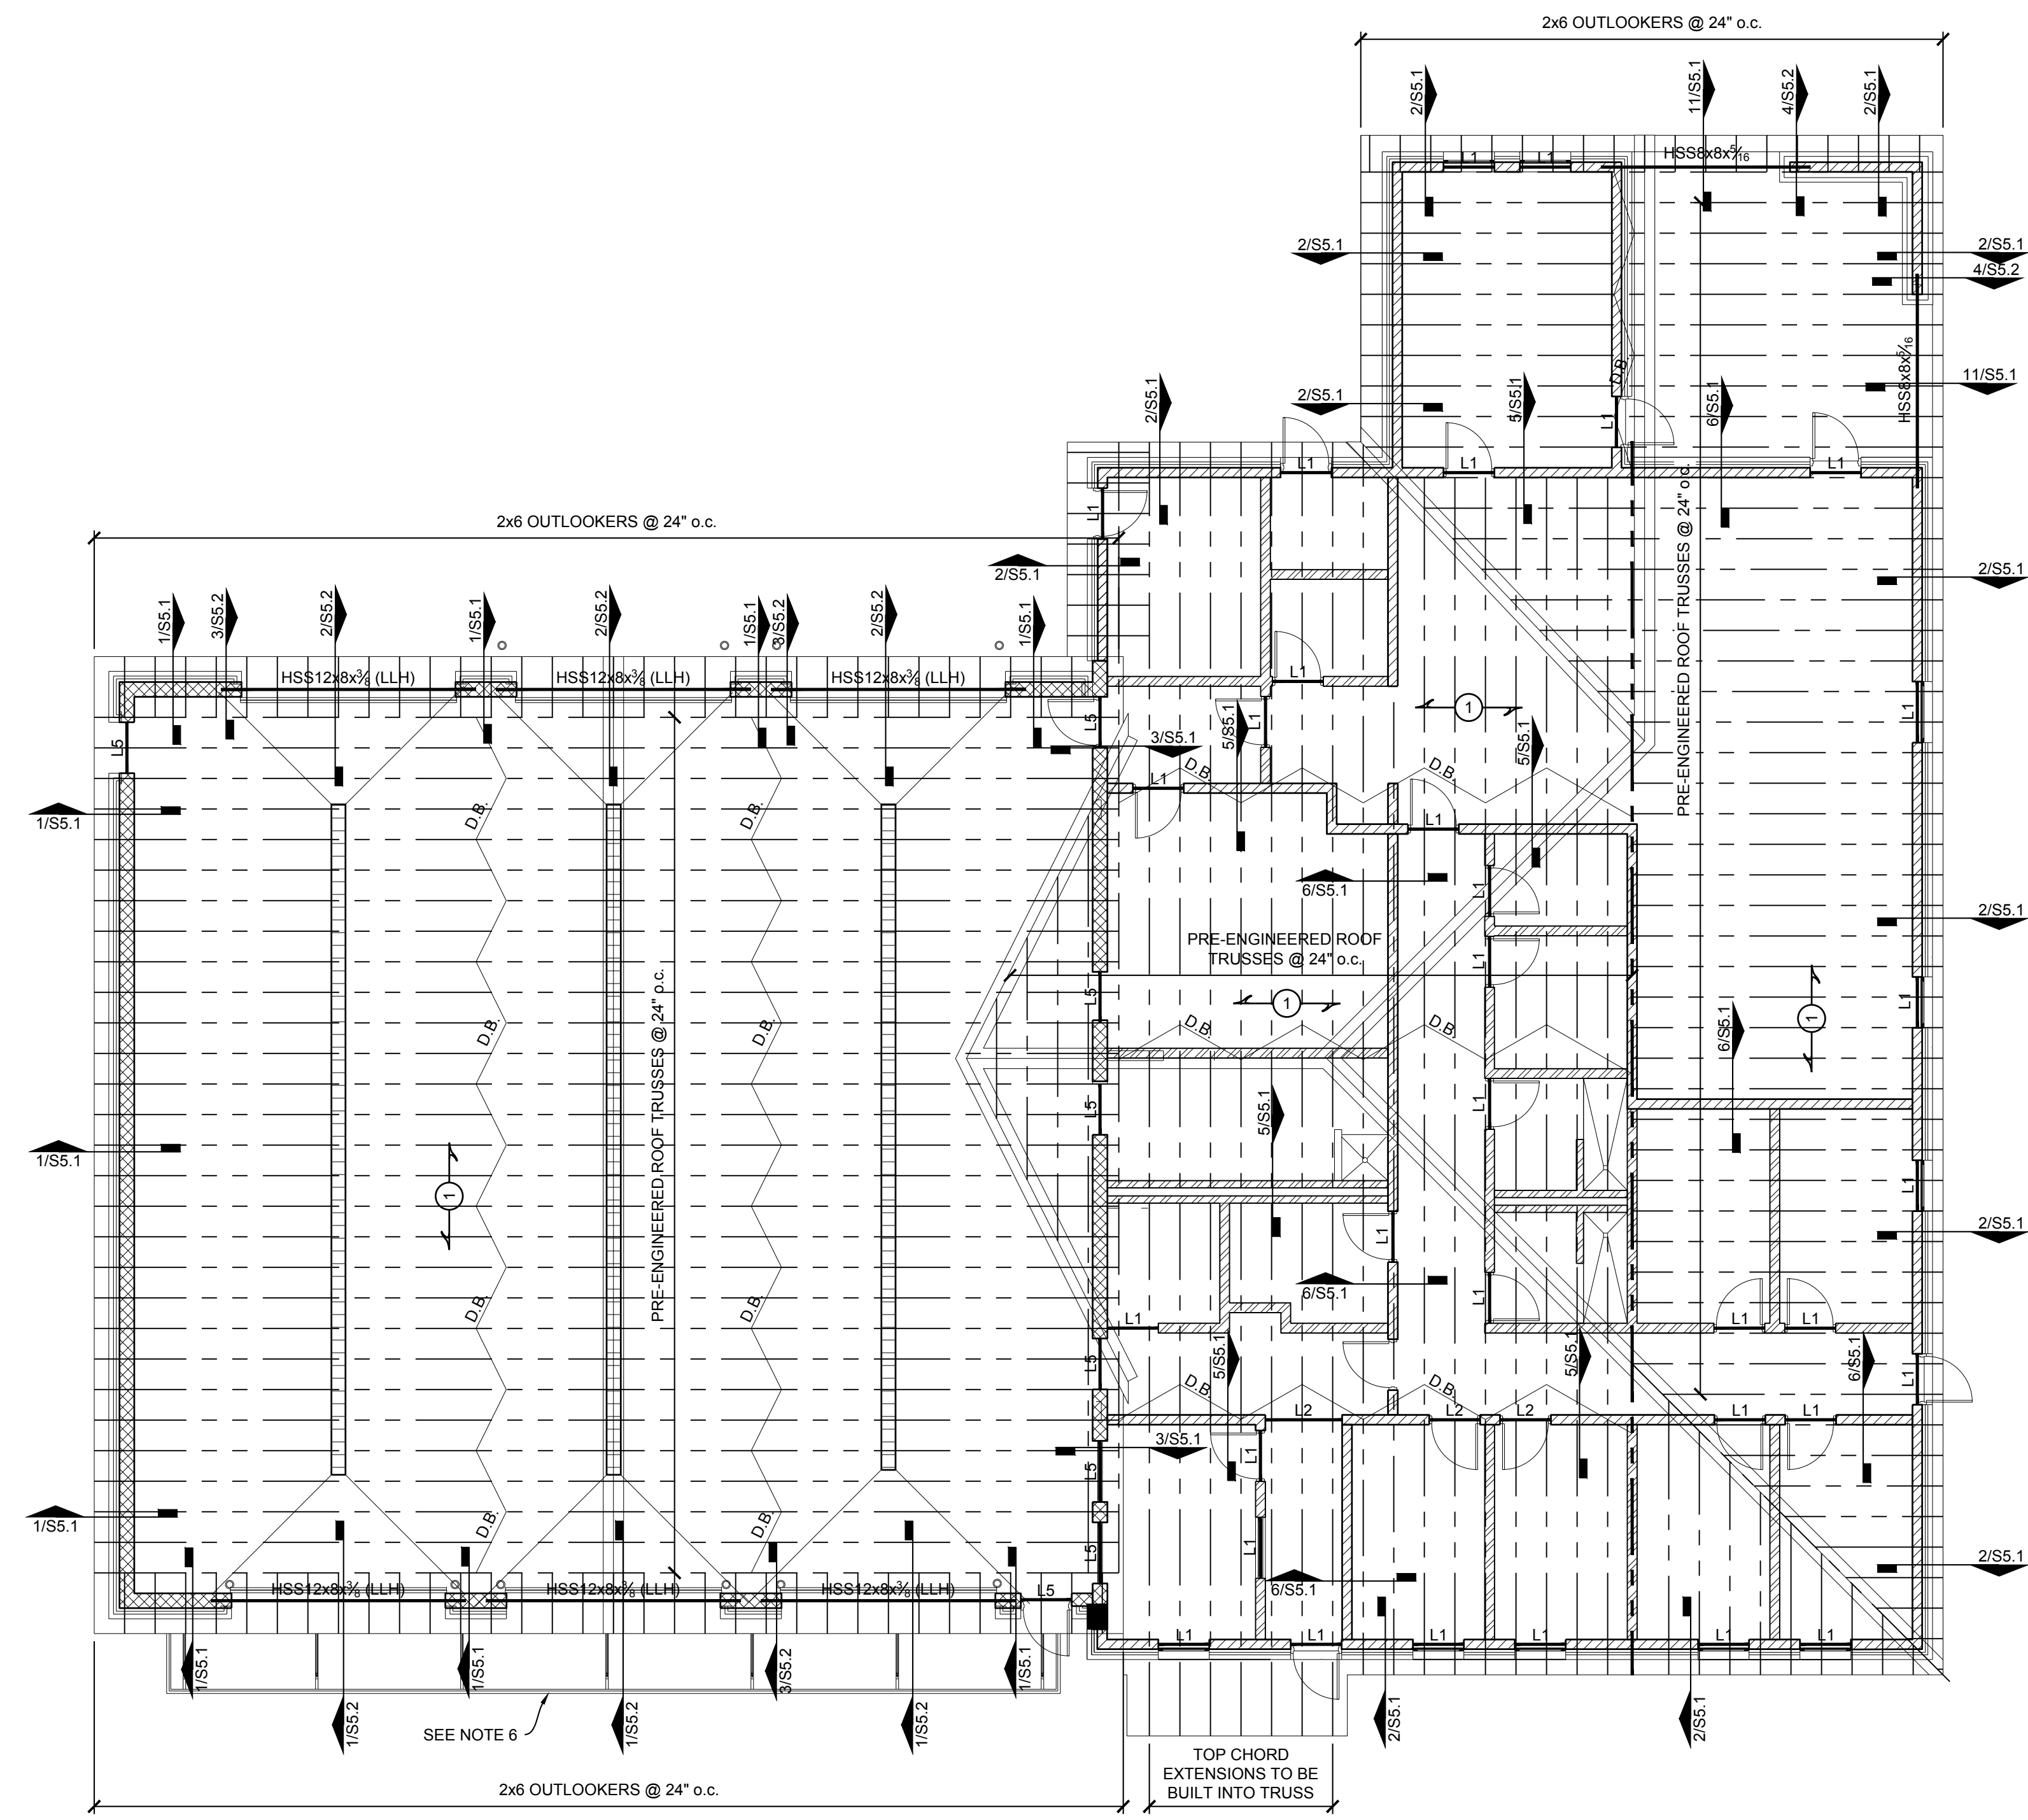 2x6 OUTLOOKERS @ 24" o.c.
2/S5.1
11/S5.1
4/S5.2
2/S5.1
L1
L1
HSS8x8x5⁄16
2/S5.1
2/S5.1
4/S5.2
HSS8x8x5⁄16
D.B.
11/S5.1
2/S5.1
2/S5.1
5/S5.1
6/S5.1
L1
L1
L1
L1
PRE-ENGINEERED ROOF TRUSSES @ 24" o.c.
2x6 OUTLOOKERS @ 24" o.c.
L1
2/S5.1
2/S5.1
1/S5.1
3/S5.2
2/S5.2
1/S5.1
2/S5.2
1/S5.1
3/S5.2
2/S5.2
1/S5.1
HSS12x8x3⁄8 (LLH)
HSS12x8x3⁄8 (LLH)
HSS12x8x3⁄8 (LLH)
L1
1
L1
L5
L5
L1
5/S5.1
3/S5.1
5/S5.1
L1
D.B.
D.B.
1/S5.1
D.B.
D.B.
L1
6/S5.1
L1
2/S5.1
PRE-ENGINEERED ROOF
TRUSSES @ 24" o.c.
L1
L5
1
L1
1
PRE-ENGINEERED ROOF TRUSSES @ 24" o.c.
D.B.
D.B.
D.B.
D.B.
6/S5.1
L5
5/S5.1
L1
1/S5.1
1
L1
L1
2/S5.1
6/S5.1
L1
D.B.
D.B.
L1
L1
L1
L5
5/S5.1
5/S5.1
6/S5.1
L1
D.B.
D.B.
L2
L2
L2
L1
L1
3/S5.1
L1
L5
1/S5.1
D.B.
D.B.
L5
L1
6/S5.1
2/S5.1
HSS12x8x3⁄8 (LLH)
HSS12x8x3⁄8 (LLH)
HSS12x8x3⁄8 (LLH)
L5
L1
L1
L1
L1
L1
L1
1/S5.1
1/S5.1
3/S5.2
1/S5.1
1/S5.2
1/S5.2
1/S5.2
2/S5.1
2/S5.1
SEE NOTE 6
TOP CHORD
EXTENSIONS TO BE
BUILT INTO TRUSS
2x6 OUTLOOKERS @ 24" o.c.